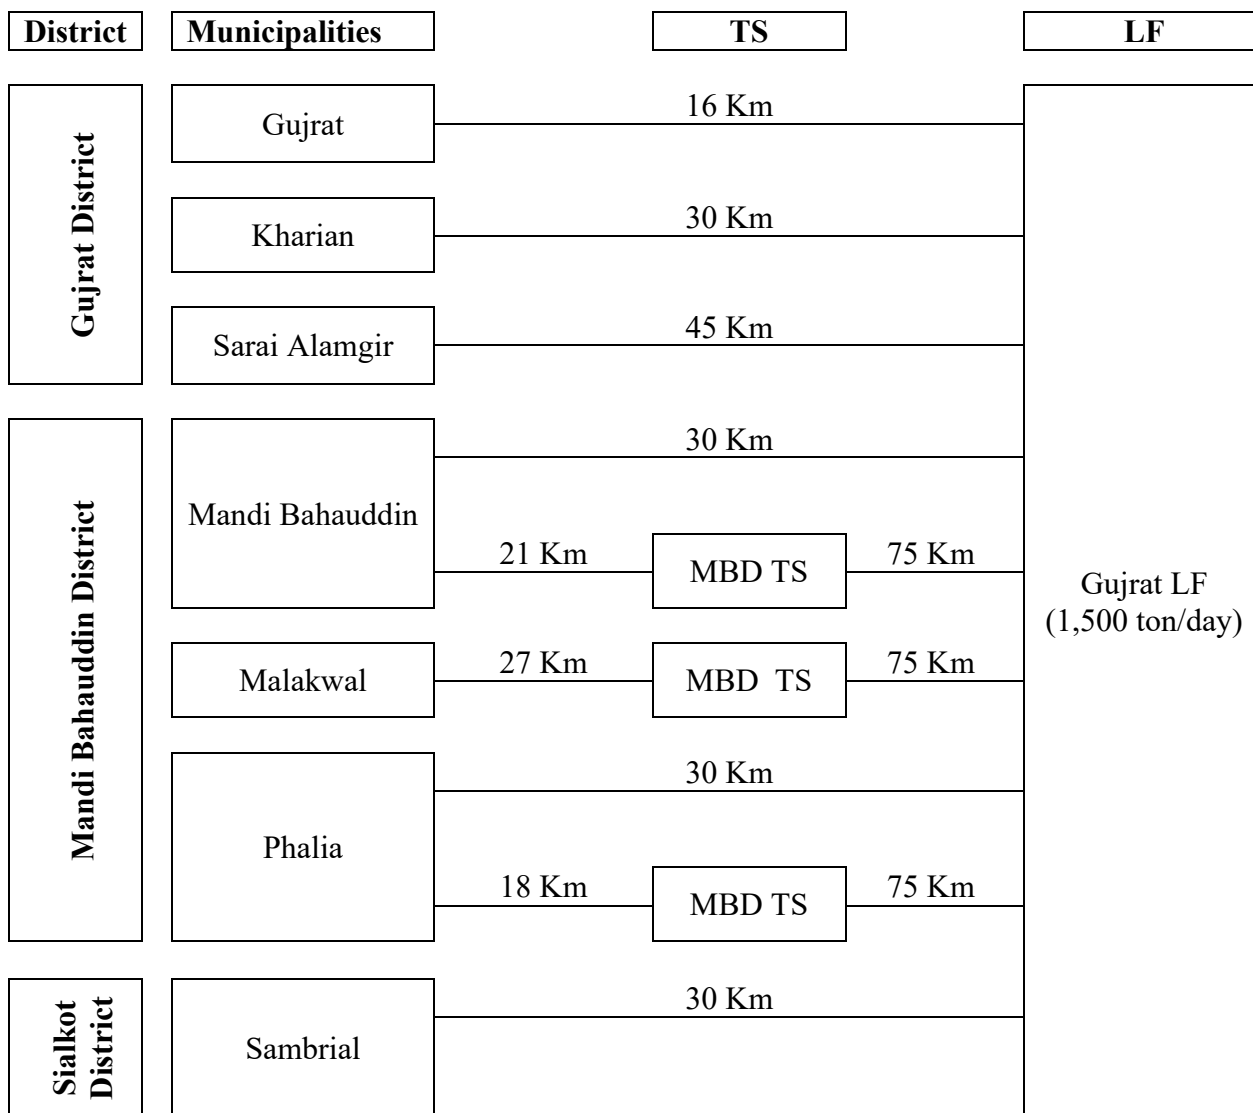 District
Municipalities
TS
LF
Gujrat District
Gujrat
16 Km
Kharian
30 Km
Sarai Alamgir
45 Km
Mandi Bahauddin District
Mandi Bahauddin
30 Km
21 Km
MBD TS
75 Km
Malakwal
27 Km
MBD TS
75 Km
Phalia
30 Km
18 Km
MBD TS
75 Km
Sialkot
District
Sambrial
30 Km
Gujrat LF
(1,500 ton/day)